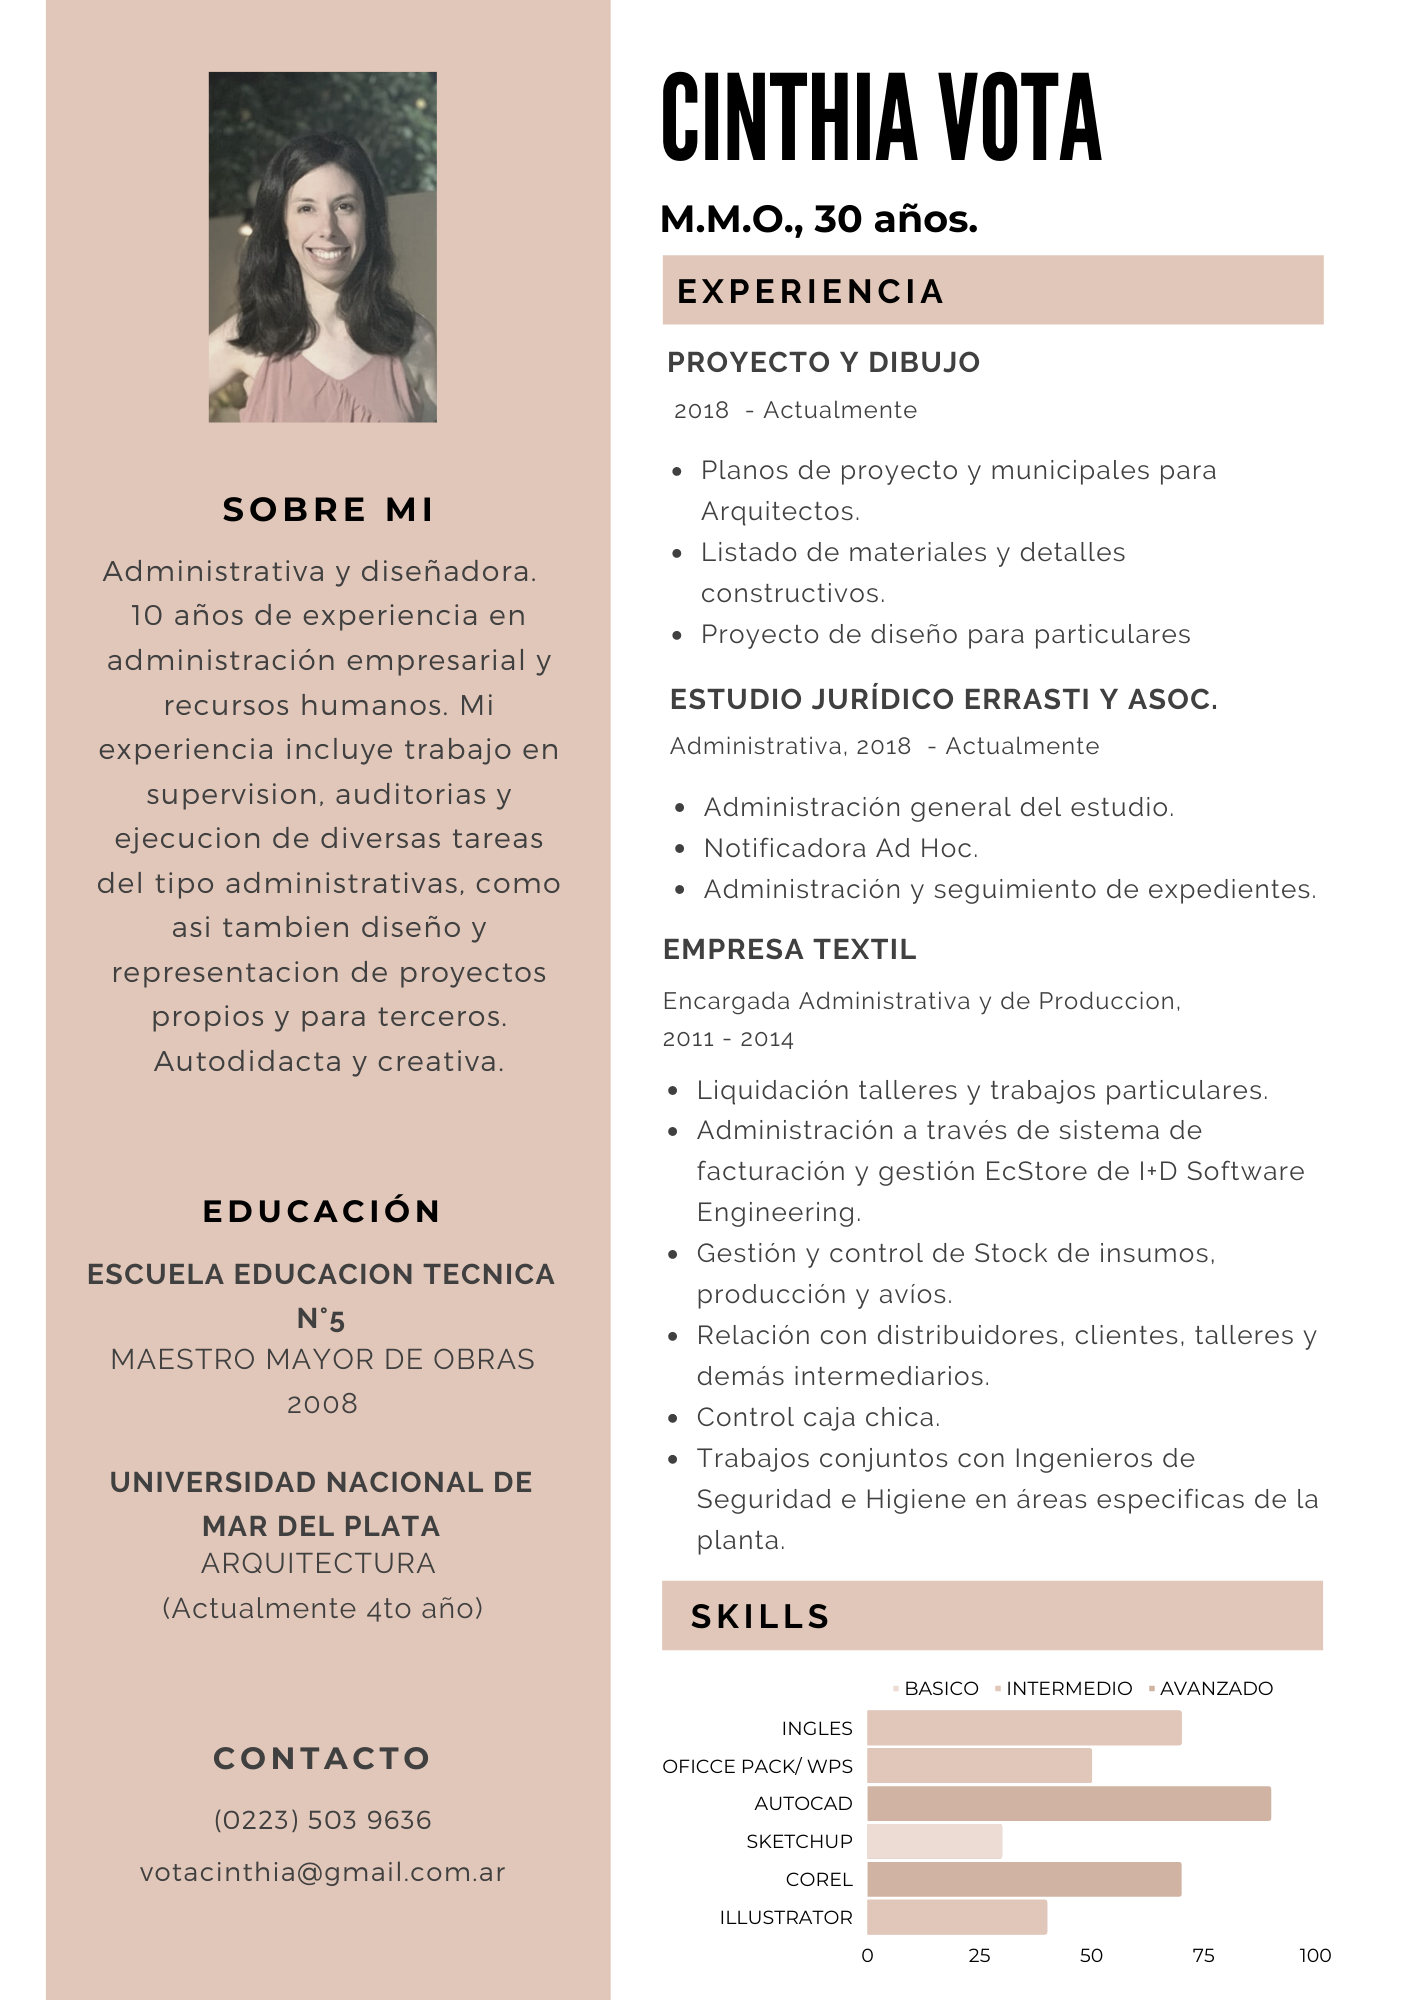 SOBRE MI
Administrativa y diseñadora.
10 años de experiencia en
administración empresarial y
recursos humanos. Mi
experiencia incluye trabajo en
supervision, auditorias y
ejecucion de diversas tareas
del tipo administrativas, como
asi tambien diseño y
representacion de proyectos
propios y para terceros.
Autodidacta y creativa.
EDUCACIÓN
ESCUELA EDUCACION TECNICA
N°5
MAESTRO MAYOR DE OBRAS
2008
UNIVERSIDAD NACIONAL DE
MAR DEL PLATA
ARQUITECTURA
(Actualmente 4to año)
CONTACTO
(0223) 503 9636
votacinthia@gmail.com.ar
CINTHIA VOTA
M.M.O., 30 años.
EXPERIENCIA
PROYECTO Y DIBUJO
2018 - Actualmente
• Planos de proyecto y municipales para
Arquitectos.
• Listado de materiales y detalles
constructivos.
• Proyecto de diseño para particulares
ESTUDIO JURÍDICO ERRASTI Y ASOC.
Administrativa, 2018 - Actualmente
• Administración general del estudio.
• Notificadora Ad Hoc.
• Administración y seguimiento de expedientes.
EMPRESA TEXTIL
Encargada Administrativa y de Produccion,
2011 - 2014
• Liquidación talleres y trabajos particulares.
• Administración a través de sistema de
facturación y gestión EcStore de I+D Software
Engineering.
• Gestión y control de Stock de insumos,
producción y avíos.
• Relación con distribuidores, clientes, talleres y
demás intermediarios.
• Control caja chica.
• Trabajos conjuntos con Ingenieros de
Seguridad e Higiene en áreas especificas de la
planta.
SKILLS
BASICO INTERMEDIO AVANZADO
INGLES
OFICCE PACK/ WPS
AUTOCAD
SKETCHUP
COREL
ILLUSTRATOR
0 25 50 75 100